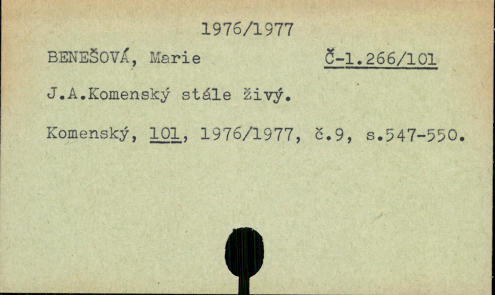 1976/1977
BENEŠOVÁ, Marie Č-1.266/101
J.A.Komenský stále živý.
Komenský, 101, 1976/1977, č.9, s.547-550.